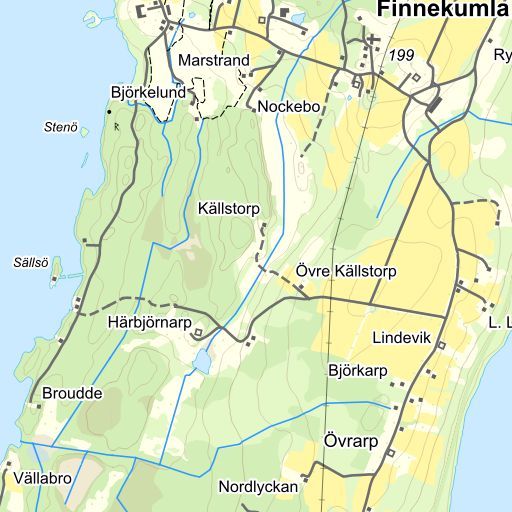 Finnekumla
199
Marstrand
Ry
Björkelund
Nockebo
Stenö
R
Källstorp
Sällsö
Övre Källstorp
Härbjörnarp
L. L
Lindevik
Björkarp
Broudde
Övrarp
Vällabro
Nordlyckan